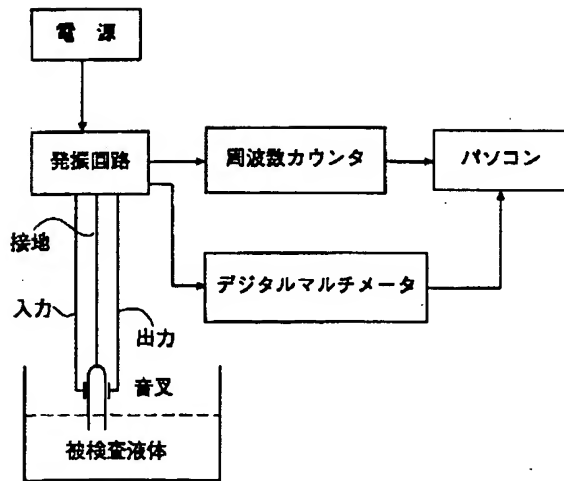 電 源
発振回路
周波数カウンタ
パソコン
接地
デジタルマルチメータ
入力
出力
音叉
被検査液体